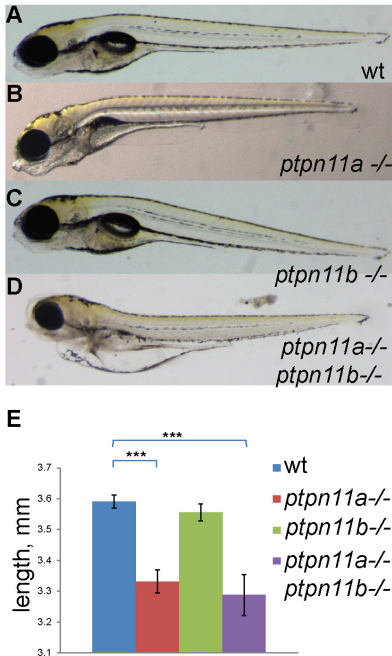 A
wt
B
ptpn11a -/-
C
ptpn11b -/-
D
ptpn11a-/-
ptpn11b-/-
E
***
***
3.7
3.6
3.5
3.4
3.3
3.2
3.1
length, mm
wt
ptpn11a-/-
ptpn11b-/-
ptpn11a-/-
ptpn11b-/-